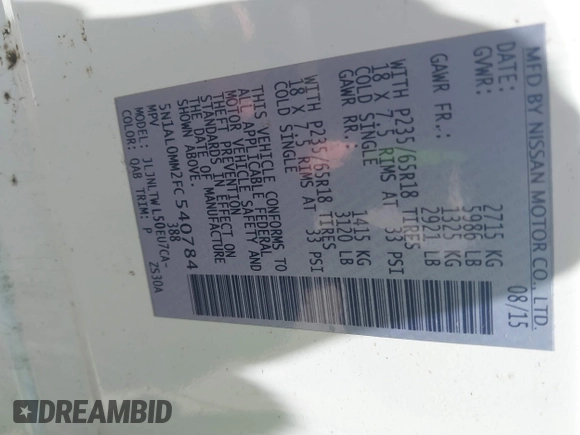 MFD BY NISSAN MOTOR CO., LTD.
DATE: 08/15
GVWR: 2715 KG
5986 LB
GAWR FR.: 1325 KG
2921 LB
WITH P235/65R18 TIRES
18 X 7.5 RIMS AT 33 PSI
COLD SINGLE
GAWR RR.: 1415 KG
3120 LB
WITH P235/65R18 TIRES
18 X 7.5 RIMS AT 33 PSI
COLD SINGLE
THIS VEHICLE CONFORMS TO
ALL APPLICABLE FEDERAL
MOTOR VEHICLE SAFETY AND
THEFT PREVENTION
STANDARDS IN EFFECT ON
THE DATE OF MANUFACTURE
SHOWN ABOVE.
5N1AL0MM2FC540784
MPV 388
MODEL: JLJNLTWL50EU7CA-
COLOR: QAB TRIM: P ZS30A
DREAMBID